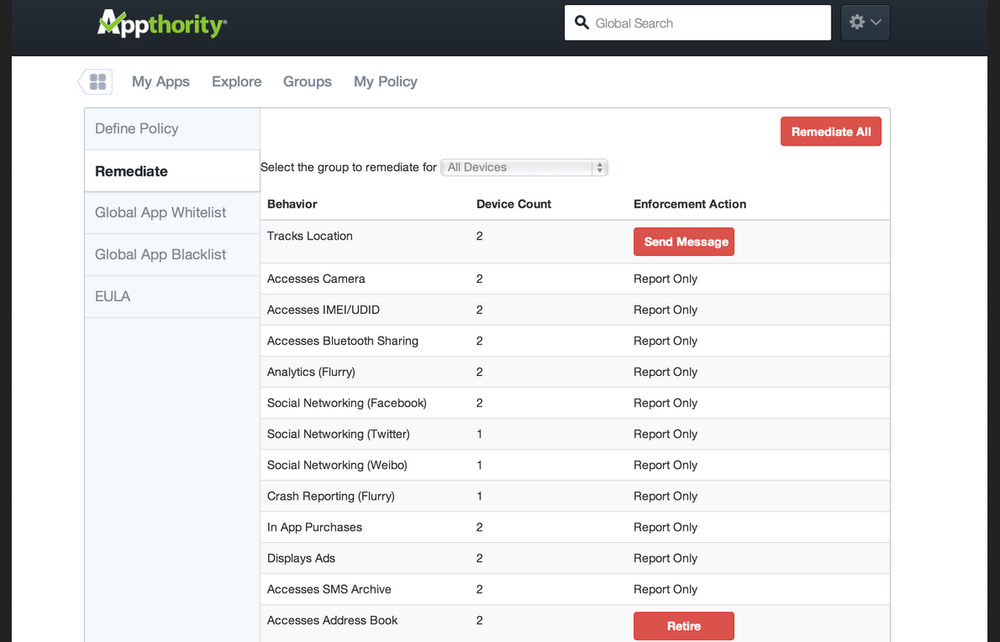 Appthority®
Global Search
My Apps Explore Groups My Policy
Define Policy
Remediate
Global App Whitelist
Global App Blacklist
EULA
Remediate All
Select the group to remediate for All Devices
Behavior Device Count Enforcement Action
Tracks Location 2 Send Message
Accesses Camera 2 Report Only
Accesses IMEI/UDID 2 Report Only
Accesses Bluetooth Sharing 2 Report Only
Analytics (Flurry) 2 Report Only
Social Networking (Facebook) 2 Report Only
Social Networking (Twitter) 1 Report Only
Social Networking (Weibo) 1 Report Only
Crash Reporting (Flurry) 1 Report Only
In App Purchases 2 Report Only
Displays Ads 2 Report Only
Accesses SMS Archive 2 Report Only
Accesses Address Book 2 Retire